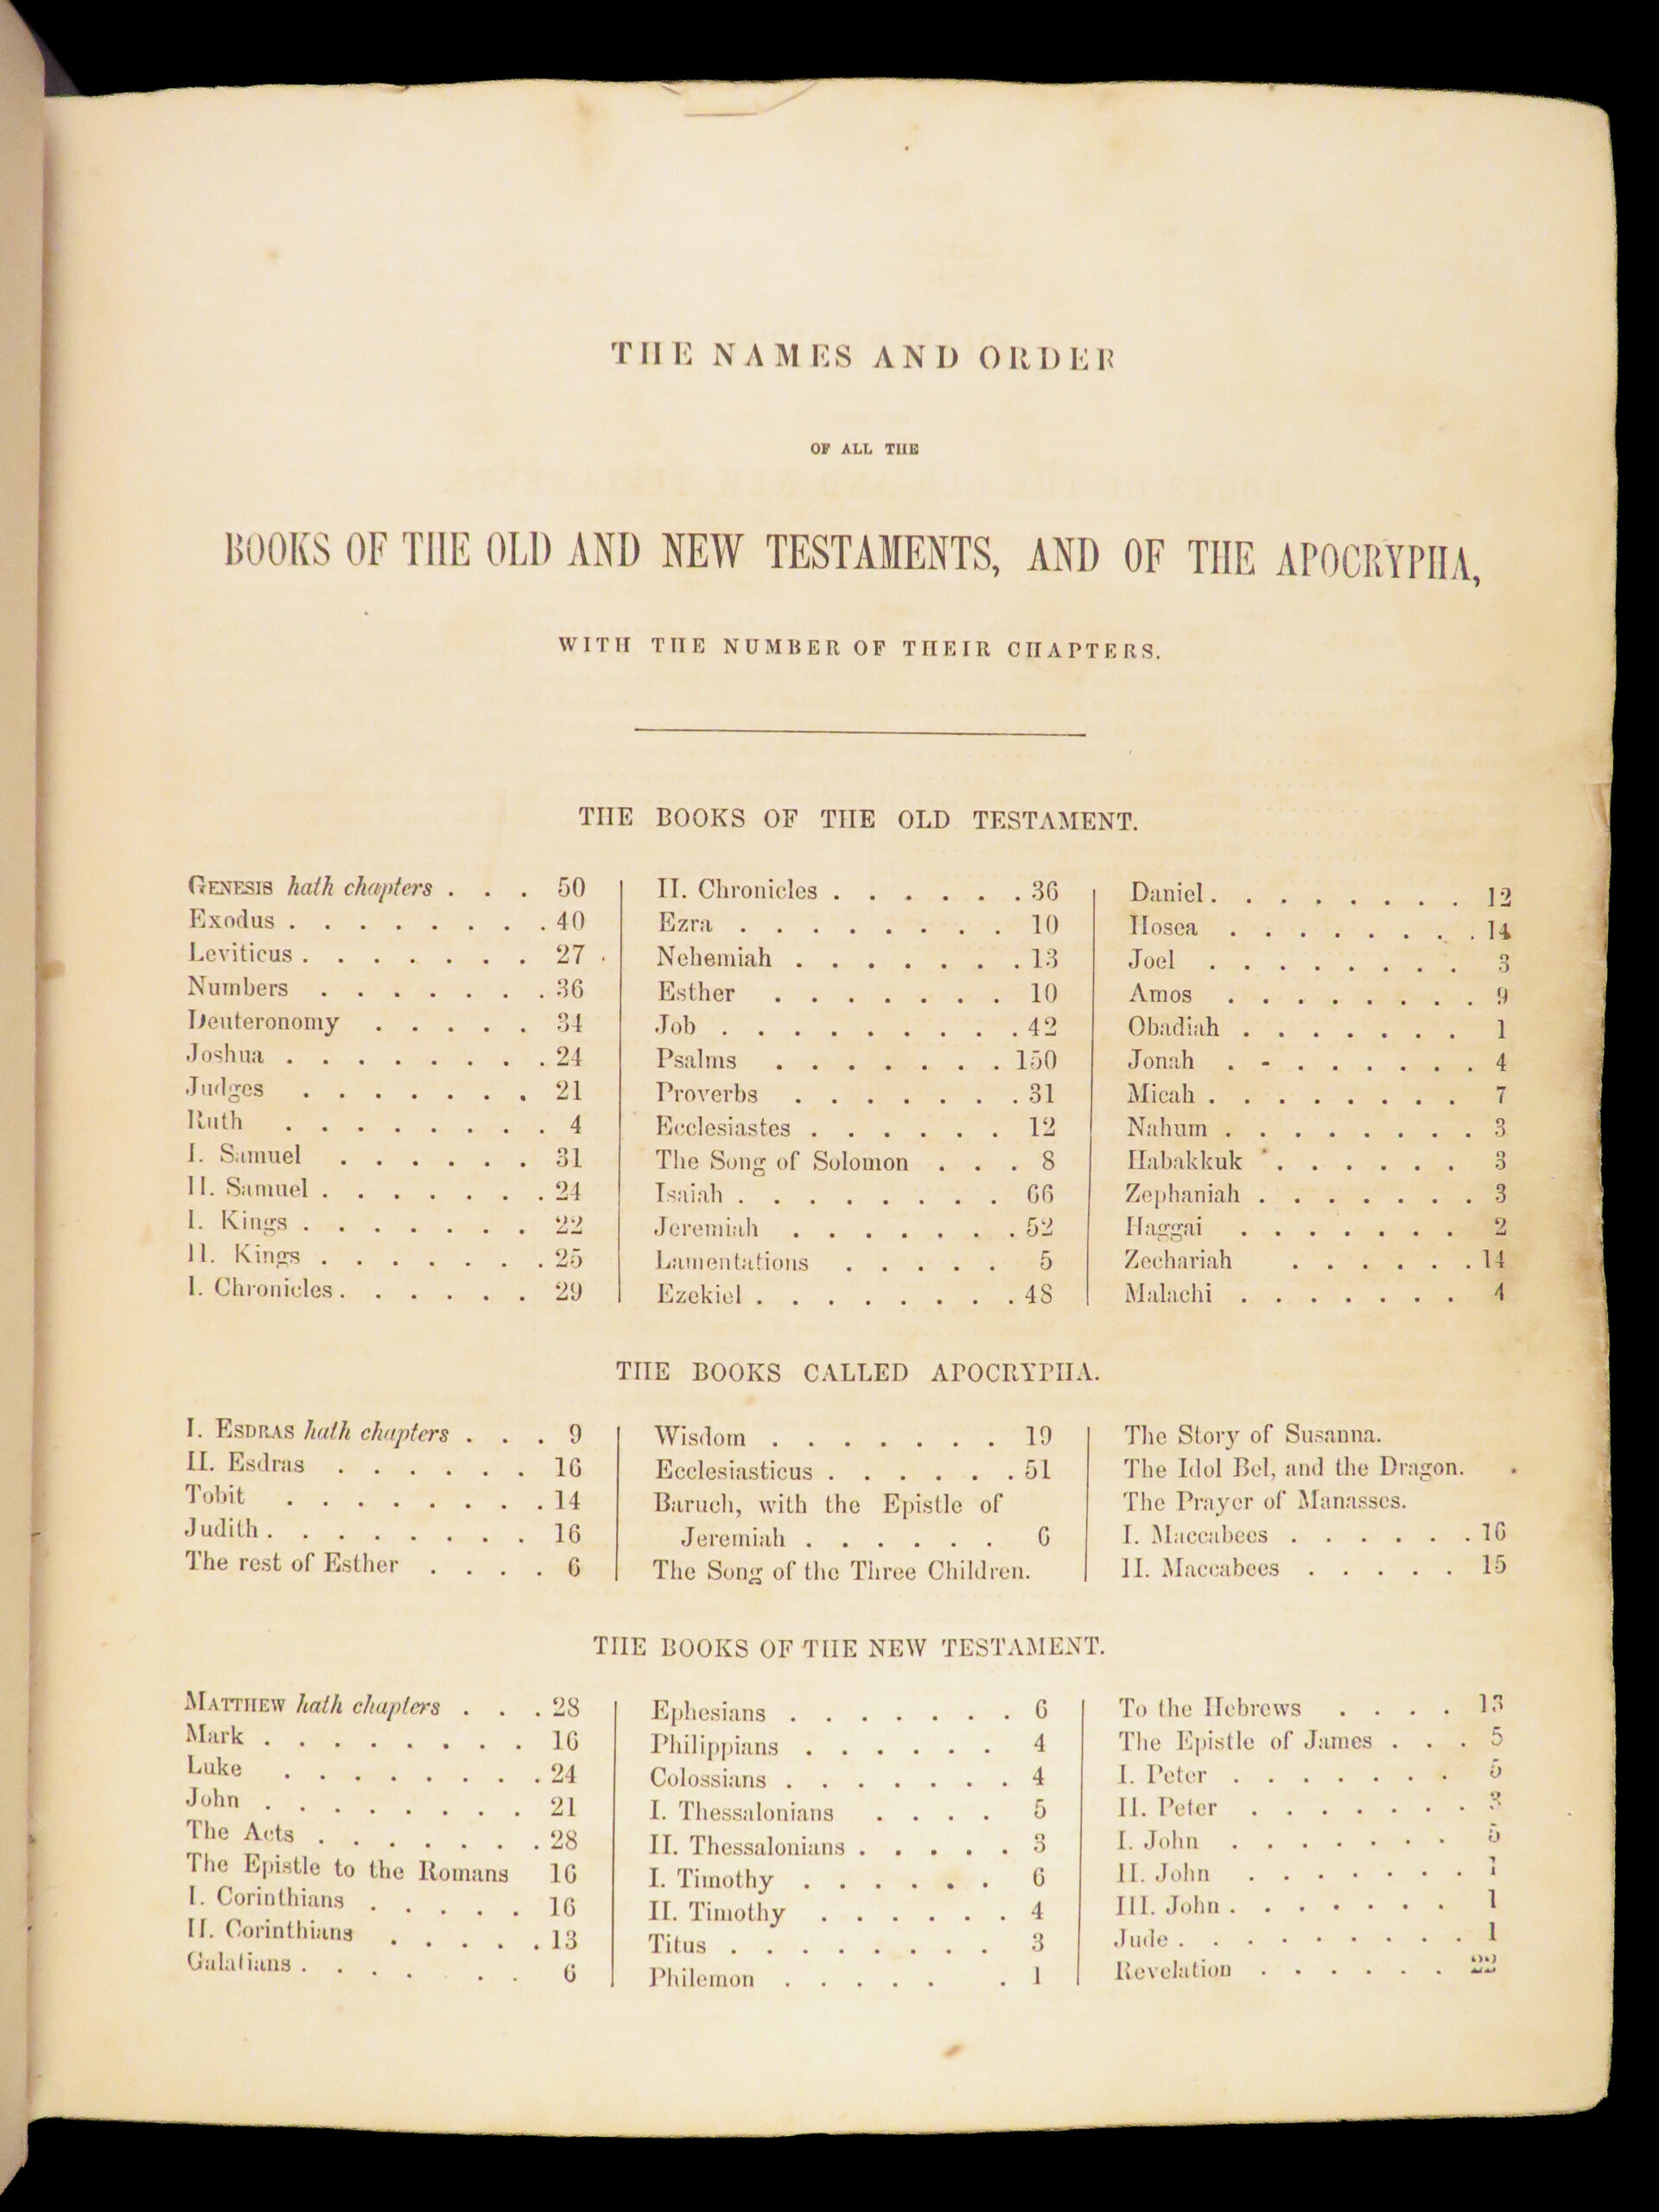 THE NAMES AND ORDER
OF ALL THE
BOOKS OF THE OLD AND NEW TESTAMENTS, AND OF THE APOCRYPHA,
WITH THE NUMBER OF THEIR CHAPTERS.
THE BOOKS OF THE OLD TESTAMENT.
GENESIS hath chapters . . . 50
Exodus . . . . . . . . 40
Leviticus . . . . . . . 27
Numbers . . . . . . . 36
Deuteronomy . . . . . 34
Joshua . . . . . . . . 24
Judges . . . . . . . 21
Ruth . . . . . . . . 4
I. Samuel . . . . . . 31
II. Samuel . . . . . . . 24
I. Kings . . . . . . . 22
II. Kings . . . . . . . 25
I. Chronicles . . . . . . 29
II. Chronicles . . . . . . 36
Ezra . . . . . . . . 10
Nehemiah . . . . . . . 13
Esther . . . . . . . 10
Job . . . . . . . . . 42
Psalms . . . . . . . 150
Proverbs . . . . . . . 31
Ecclesiastes . . . . . . 12
The Song of Solomon . . . 8
Isaiah . . . . . . . . 66
Jeremiah . . . . . . . 52
Lamentations . . . . . 5
Ezekiel . . . . . . . . 48
Daniel . . . . . . . . 12
Hosea . . . . . . . . 14
Joel . . . . . . . . 3
Amos . . . . . . . . 9
Obadiah . . . . . . . 1
Jonah . . . . . . . . 4
Micah . . . . . . . . 7
Nahum . . . . . . . . 3
Habakkuk . . . . . . 3
Zephaniah . . . . . . . 3
Haggai . . . . . . . 2
Zechariah . . . . . . 14
Malachi . . . . . . . 4
THE BOOKS CALLED APOCRYPHA.
I. ESDRAS hath chapters . . . 9
II. Esdras . . . . . . 16
Tobit . . . . . . . . 14
Judith . . . . . . . . 16
The rest of Esther . . . . 6
Wisdom . . . . . . . 19
Ecclesiasticus . . . . . . 51
Baruch, with the Epistle of
Jeremiah . . . . . . 6
The Song of the Three Children.
The Story of Susanna.
The Idol Bel, and the Dragon.
The Prayer of Manasses.
I. Maccabees . . . . . . 16
II. Maccabees . . . . . 15
THE BOOKS OF THE NEW TESTAMENT.
MATTHEW hath chapters . . . 28
Mark . . . . . . . . 16
Luke . . . . . . . . 24
John . . . . . . . . 21
The Acts . . . . . . . 28
The Epistle to the Romans 16
I. Corinthians . . . . . 16
II. Corinthians . . . . . 13
Galatians . . . . . . 6
Ephesians . . . . . . . 6
Philippians . . . . . . 4
Colossians . . . . . . . 4
I. Thessalonians . . . . 5
II. Thessalonians . . . . . 3
I. Timothy . . . . . . 6
II. Timothy . . . . . . 4
Titus . . . . . . . . 3
Philemon . . . . . . 1
To the Hebrews . . . . 13
The Epistle of James . . . 5
I. Peter . . . . . . . 5
II. Peter . . . . . . . 3
I. John . . . . . . . 5
II. John . . . . . . . 1
III. John . . . . . . . 1
Jude . . . . . . . . . 1
Revelation . . . . . . 22